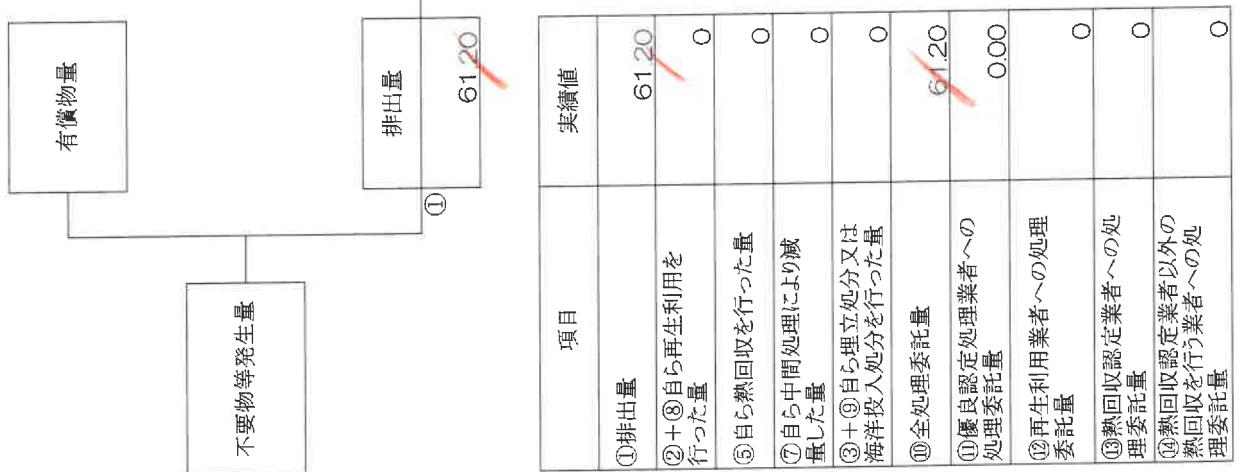 有償物量
不要物等発生量
排出量
①
61.20
項目
実績値
①排出量
61.20
②+⑧自ら再生利用を
行った量
0
⑤自ら熱回収を行った量
0
⑦自ら中間処理により減
量した量
0
③+⑨自ら埋立処分又は
海洋投入処分を行った量
0
⑩全処理委託量
61.20
⑪優良認定処理業者への
処理委託量
0.00
⑫再生利用業者への処理
委託量
0
⑬熱回収認定業者への処
理委託量
0
⑭熱回収認定業者以外の
熱回収を行う業者への処
理委託量
0